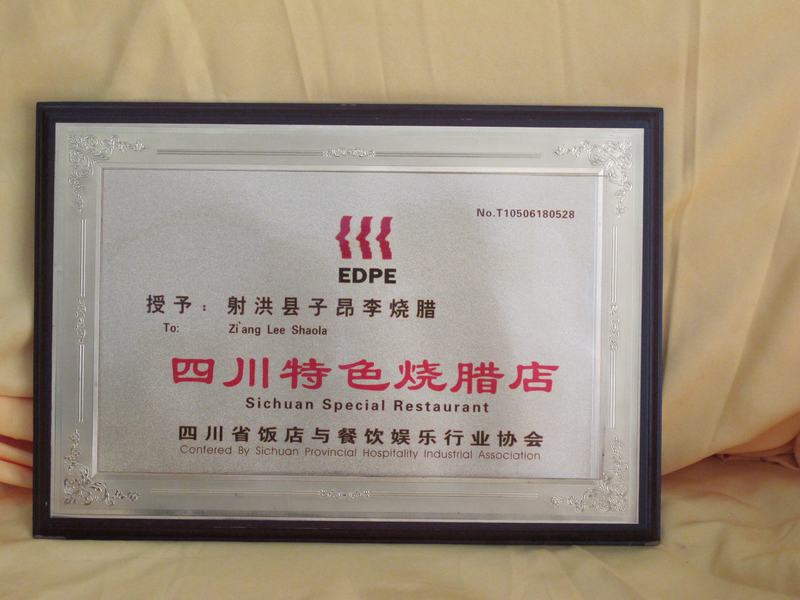 No.T10506180528
EDPE
授予：射洪县子昂李烧腊
To: Zi'ang Lee Shaola
四川特色烧腊店
Sichuan Special Restaurant
四川省饭店与餐饮娱乐行业协会
Confered By Sichuan Provincial Hospitality Industrial Association